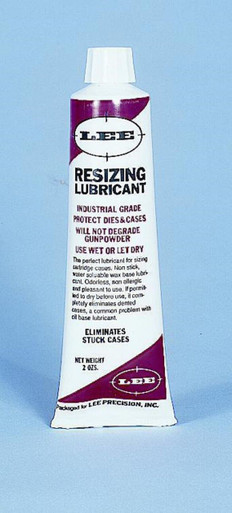 LEE
RESIZING
LUBRICANT
INDUSTRIAL GRADE
PROTECT DIES & CASES
WILL NOT DEGRADE
GUNPOWDER
USE WET OR LET DRY
The perfect lubricant for sizing
cartridge cases. Non stick,
water soluable wax base lubri-
cant. Odorless, non allergic
and pleasant to use. If permit-
ted to dry before use, it com-
pletely eliminates dented
cases, a common problem with
oil base lubricant.
ELIMINATES
STUCK CASES
NET WEIGHT
2 OZS.
LEE
Packaged for LEE PRECISION, INC.